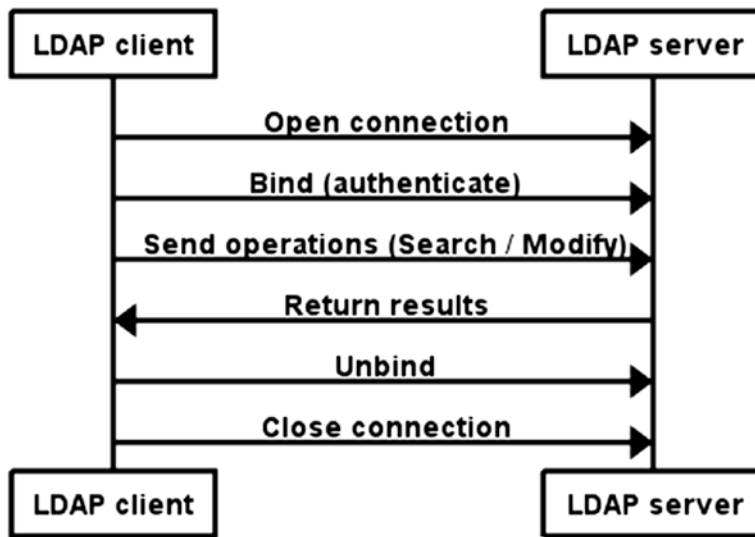 LDAP client
LDAP server
Open connection
Bind (authenticate)
Send operations (Search / Modify)
Return results
Unbind
Close connection
LDAP client
LDAP server